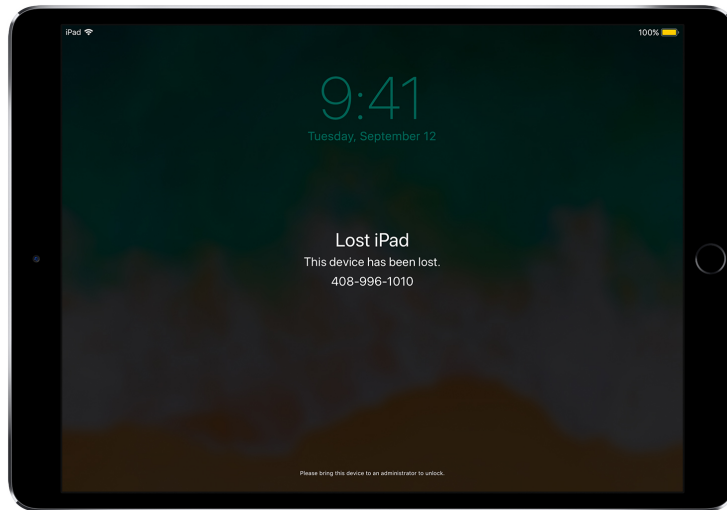 iPad
100%
9:41
Tuesday, September 12
Lost iPad
This device has been lost.
408-996-1010
Please bring this device to an administrator to unlock.